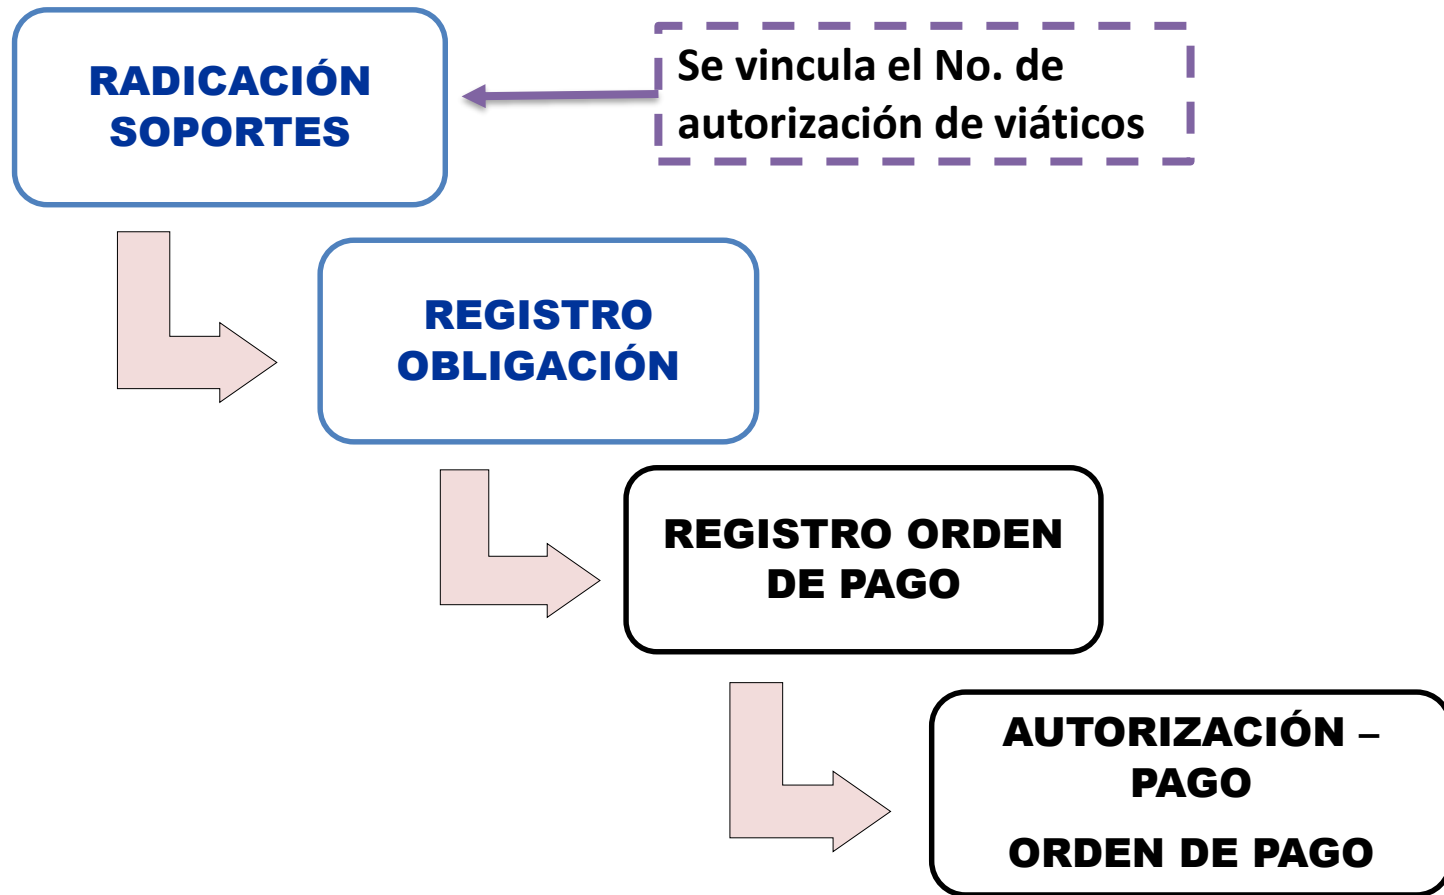 RADICACIÓN
SOPORTES
Se vincula el No. de
autorización de viáticos
REGISTRO
OBLIGACIÓN
REGISTRO ORDEN
DE PAGO
AUTORIZACIÓN –
PAGO
ORDEN DE PAGO